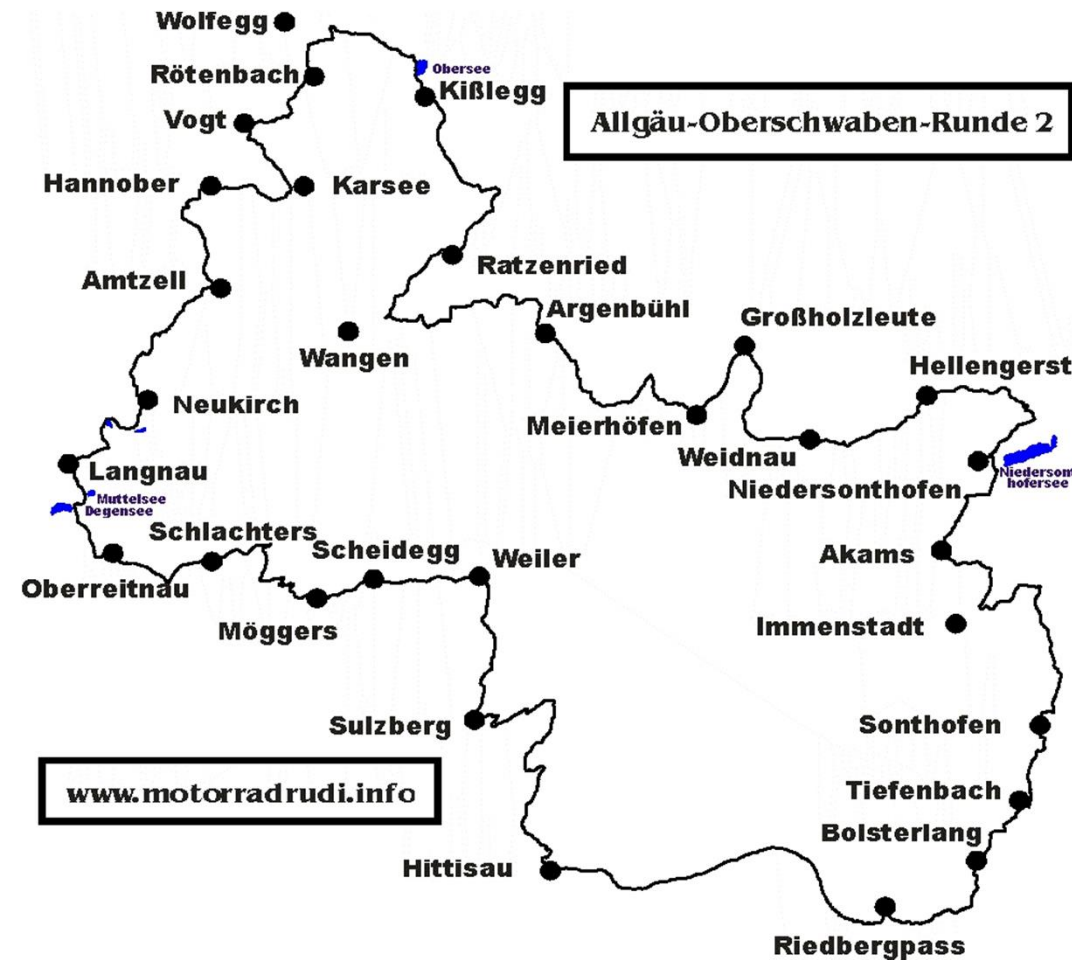 Wolfegg
Rötenbach
Obersee
Kißlegg
Vogt
Allgäu-Oberschwaben-Runde 2
Hannober
Karsee
Ratzenried
Amtzell
Argenbühl
Großholzleute
Wangen
Hellengerst
Neukirch
Meierhöfen
Weidnau
Langnau
Niedersont
hofersee
Niedersonthofen
Muttelsee
Degensee
Schlachters
Scheidegg
Weiler
Akams
Oberreitnau
Möggers
Immenstadt
Sulzberg
Sonthofen
www.motorradrudi.info
Tiefenbach
Bolsterlang
Hittisau
Riedbergpass